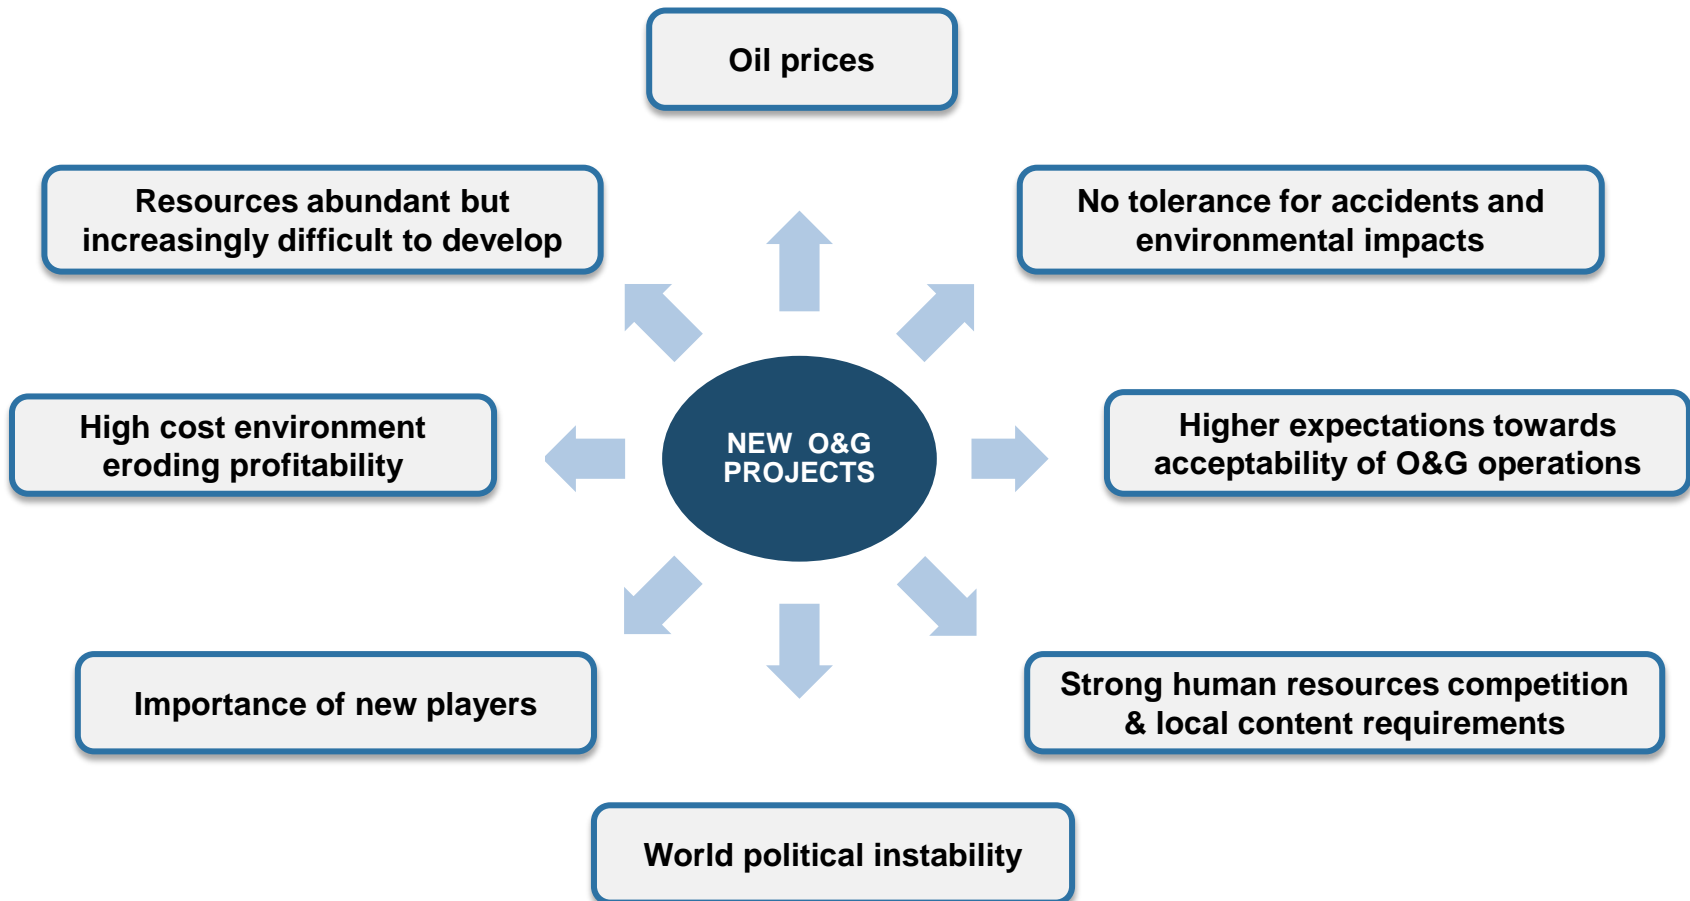 Oil prices
Resources abundant but
increasingly difficult to develop
No tolerance for accidents and
environmental impacts
High cost environment
eroding profitability
NEW O&G
PROJECTS
Higher expectations towards
acceptability of O&G operations
Importance of new players
Strong human resources competition
& local content requirements
World political instability